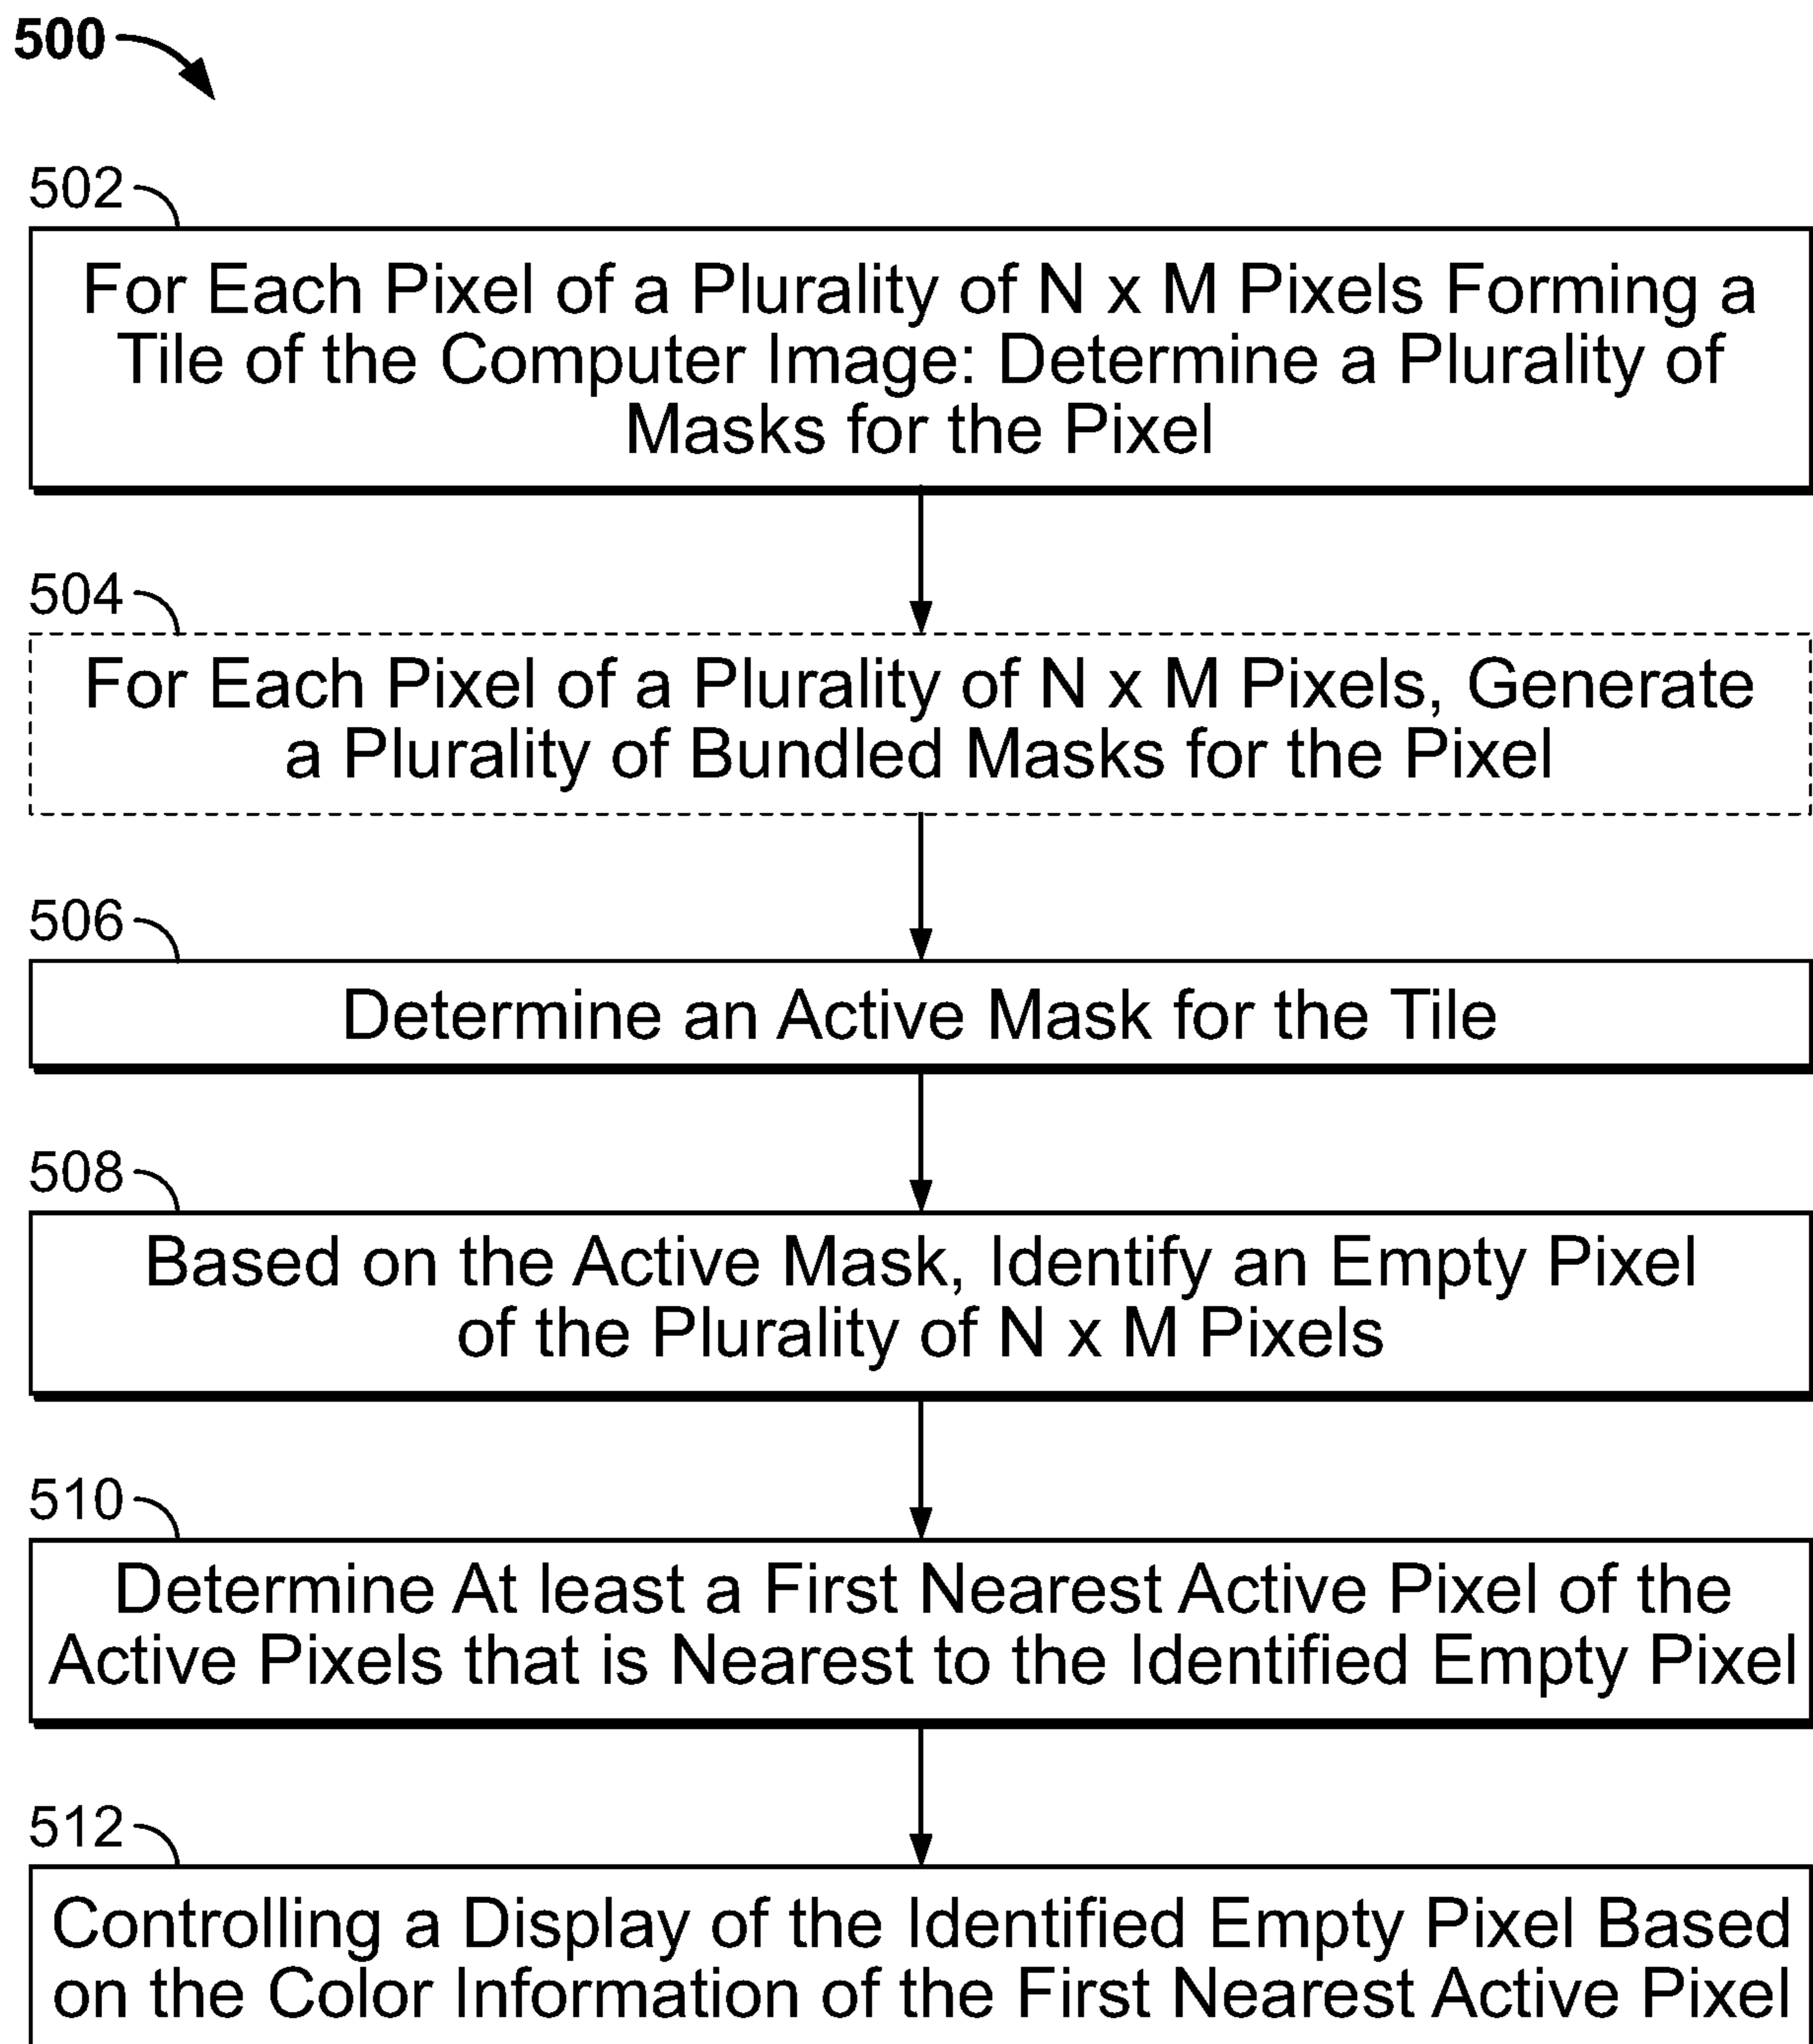 500
502
For Each Pixel of a Plurality of N x M Pixels Forming a
Tile of the Computer Image: Determine a Plurality of
Masks for the Pixel
504
For Each Pixel of a Plurality of N x M Pixels, Generate
a Plurality of Bundled Masks for the Pixel
506
Determine an Active Mask for the Tile
508
Based on the Active Mask, Identify an Empty Pixel
of the Plurality of N x M Pixels
510
Determine At least a First Nearest Active Pixel of the
Active Pixels that is Nearest to the Identified Empty Pixel
512
Controlling a Display of the Identified Empty Pixel Based
on the Color Information of the First Nearest Active Pixel